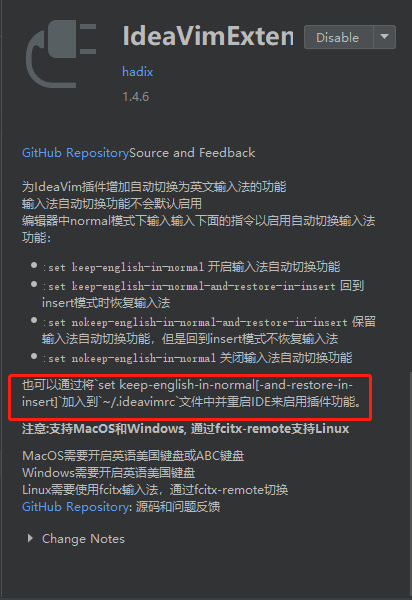 IdeaVimExten
Disable
hadix
1.4.6
GitHub RepositorySource and Feedback
为IdeaVim插件增加自动切换为英文输入法的功能
输入法自动切换功能不会默认启用
编辑器中normal模式下输入输入下面的指令以启用自动切换输入法
功能：
:set keep-english-in-normal 开启输入法自动切换功能
:set keep-english-in-normal-and-restore-in-insert 回到
insert模式时恢复输入法
:set nokeep-english-in-normal-and-restore-in-insert 保留
输入法自动切换功能，但是回到insert模式不恢复输入法
:set nokeep-english-in-normal 关闭输入法自动切换功能
也可以通过将`set keep-english-in-normal[-and-restore-in-
insert]`加入到`~/.ideavimrc`文件中并重启IDE来启用插件功能。
注意:支持MacOS和Windows, 通过fcitx-remote支持Linux
MacOS需要开启英语美国键盘或ABC键盘
Windows需要开启英语美国键盘
Linux需要使用fcitx输入法，通过fcitx-remote切换
GitHub Repository: 源码和问题反馈
Change Notes